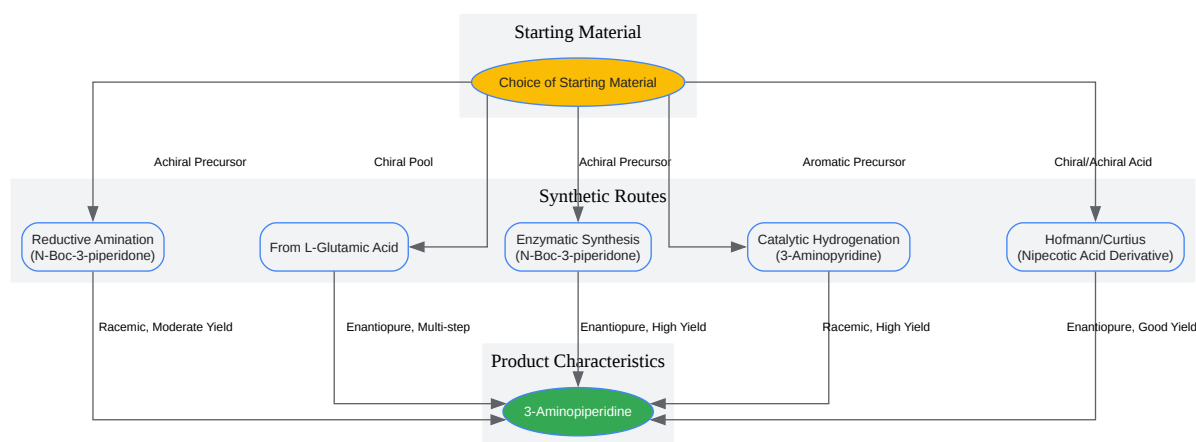 Starting Material
Choice of Starting Material
Achiral Precursor
Chiral Pool
Achiral Precursor
Aromatic Precursor
Chiral/Achiral Acid
Synthetic Routes
Reductive Amination
(N-Boc-3-piperidone)
From L-Glutamic Acid
Enzymatic Synthesis
(N-Boc-3-piperidone)
Catalytic Hydrogenation
(3-Aminopyridine)
Hofmann/Curtius
(Nipecotic Acid Derivative)
Racemic, Moderate Yield
Enantiopure, Multi-step
Enantiopure, High Yield
Racemic, High Yield
Enantiopure, Good Yield
Product Characteristics
3-Aminopiperidine